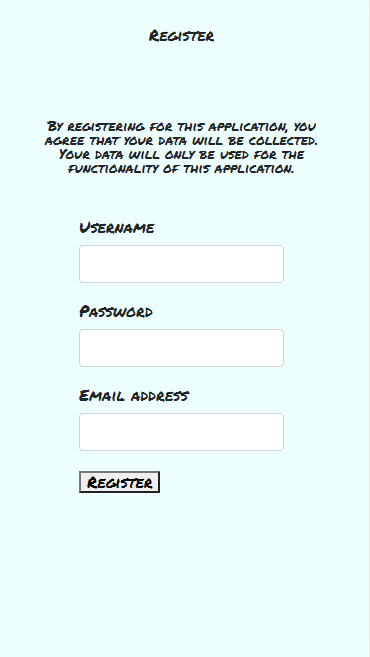 Register
By registering for this application, you
agree that your data will be collected.
Your data will only be used for the
functionality of this application.
Username
Password
Email address
Register